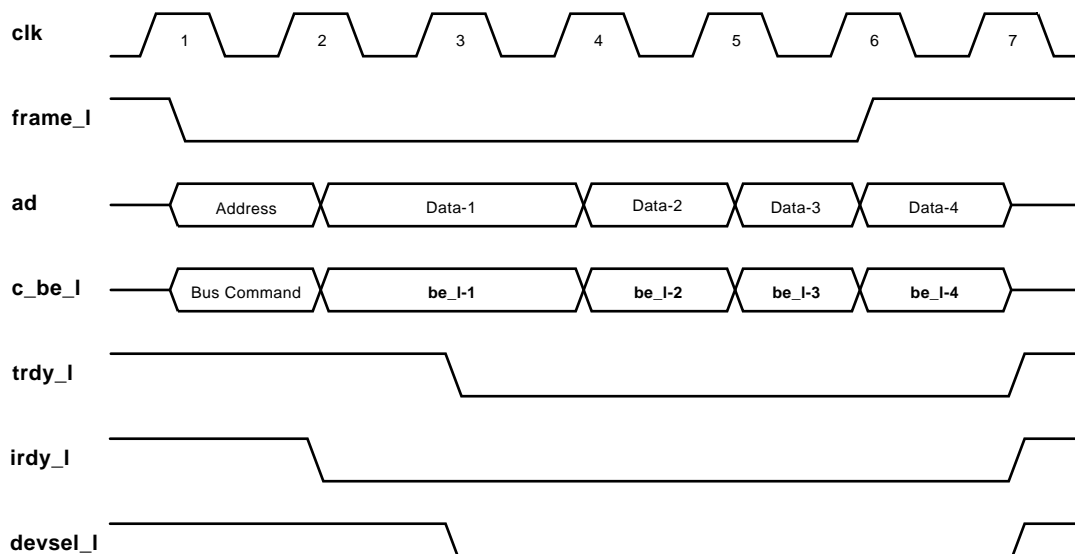 clk 1 2 3 4 5 6 7
frame_l
ad Address Data-1 Data-2 Data-3 Data-4
c_be_l Bus Command be_l-1 be_l-2 be_l-3 be_l-4
trdy_l
irdy_l
devsel_l